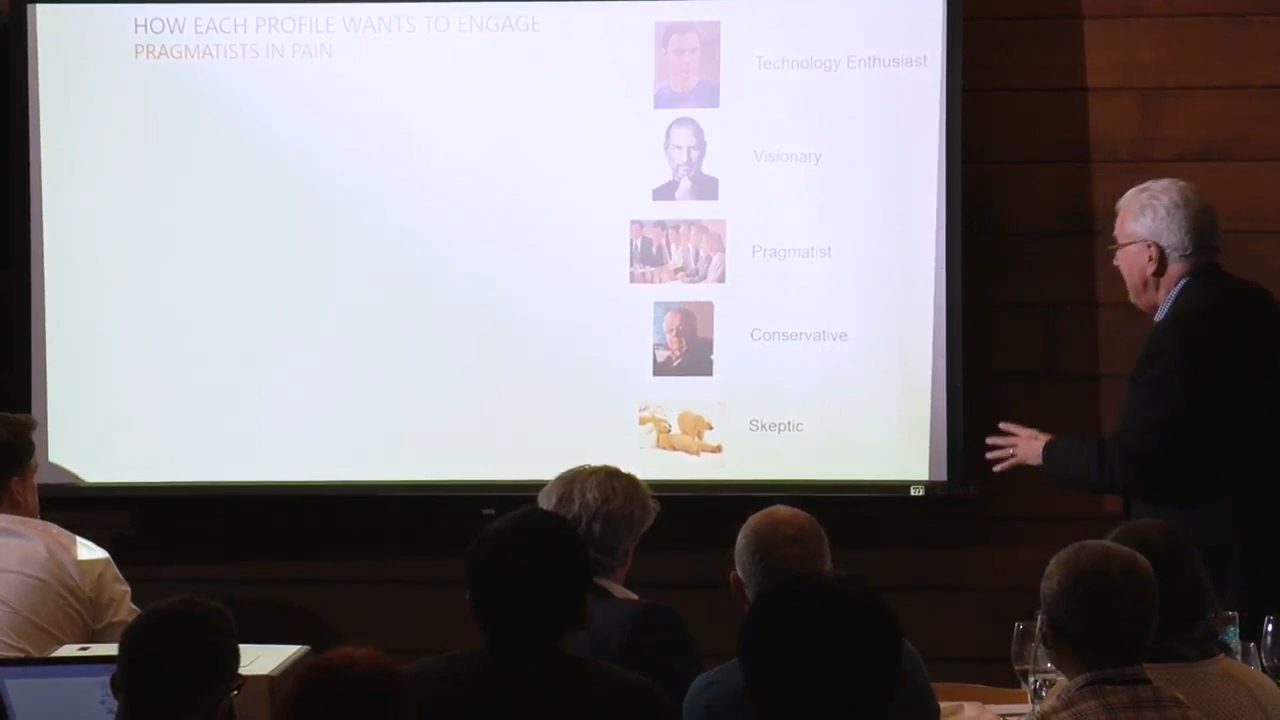 HOW EACH PROFILE WANTS TO ENGAGE
PRAGMATISTS IN PAIN
Technology Enthusiast
Visionary
Pragmatist
Conservative
Skeptic